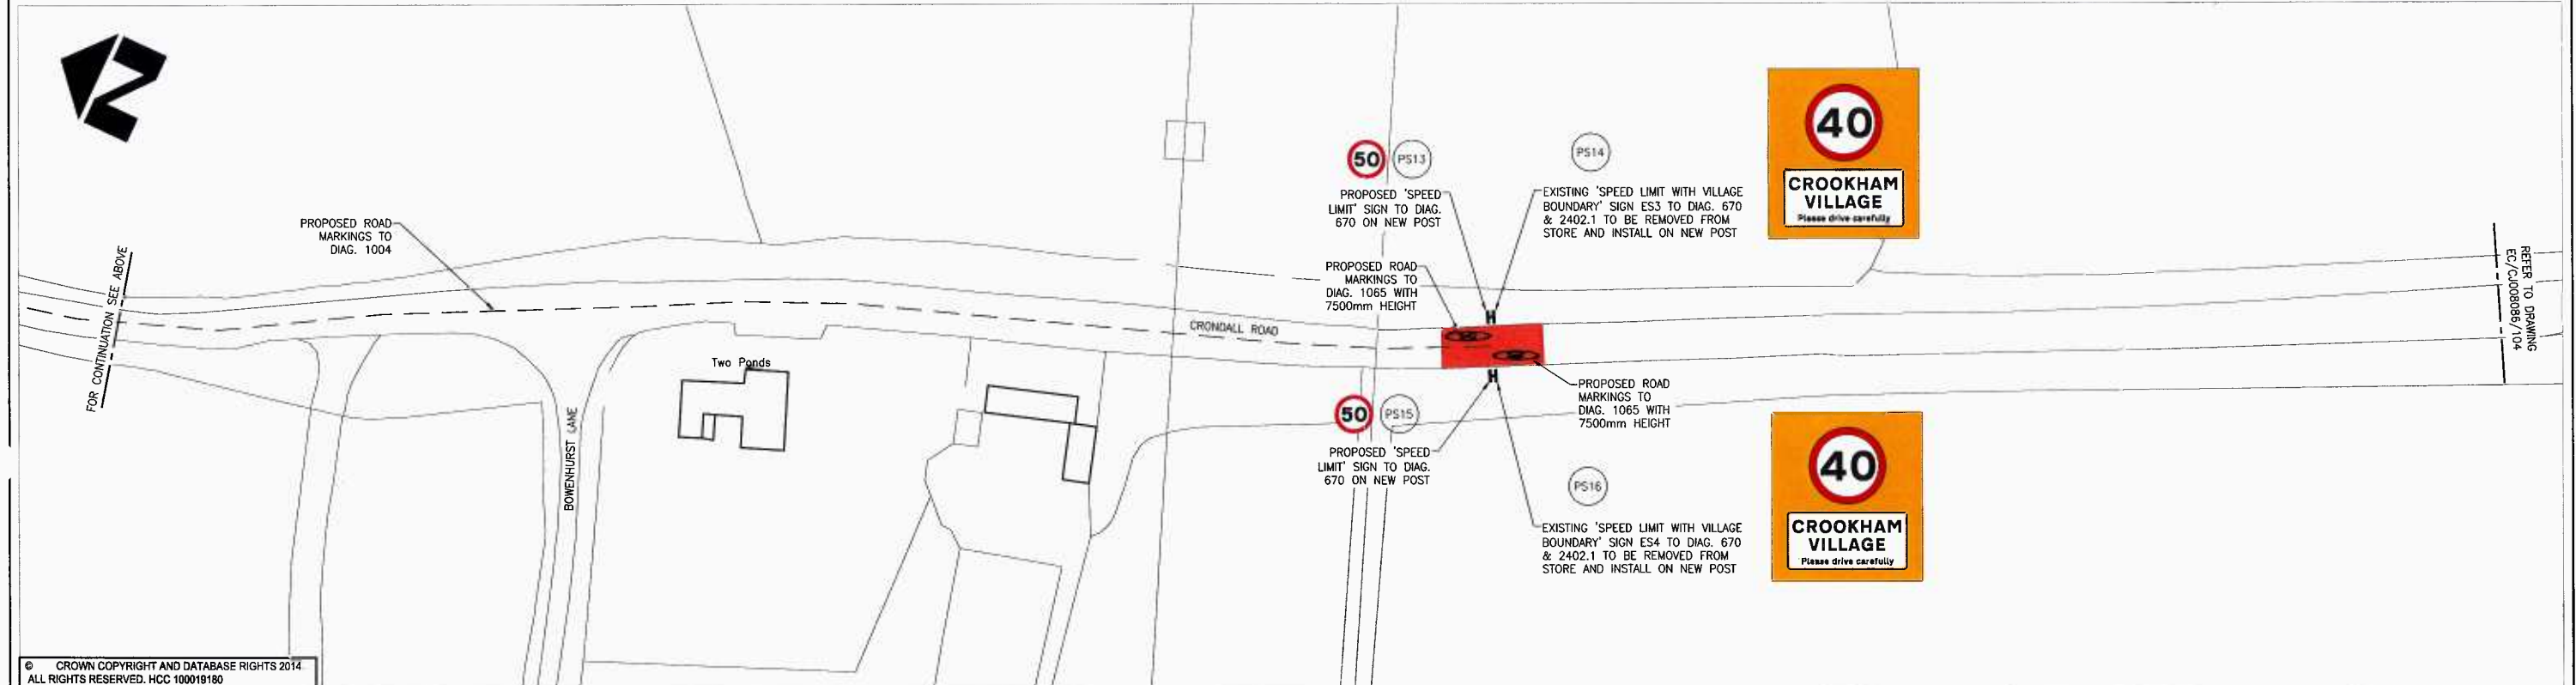 PROPOSED ROAD
MARKINGS TO
DIAG. 1004
FOR CONTINUATION SEE ABOVE
BOWENHURST LANE
Two Ponds
CRONDALL ROAD
50
PS13
PROPOSED 'SPEED
LIMIT' SIGN TO DIAG.
670 ON NEW POST
PS14
EXISTING 'SPEED LIMIT WITH VILLAGE
BOUNDARY' SIGN ES3 TO DIAG. 670
& 2402.1 TO BE REMOVED FROM
STORE AND INSTALL ON NEW POST
40
CROOKHAM
VILLAGE
Please drive carefully
PROPOSED ROAD
MARKINGS TO
DIAG. 1065 WITH
7500mm HEIGHT
PROPOSED ROAD
MARKINGS TO
DIAG. 1065 WITH
7500mm HEIGHT
50
PS15
PROPOSED 'SPEED
LIMIT' SIGN TO DIAG.
670 ON NEW POST
PS16
EXISTING 'SPEED LIMIT WITH VILLAGE
BOUNDARY' SIGN ES4 TO DIAG. 670
& 2402.1 TO BE REMOVED FROM
STORE AND INSTALL ON NEW POST
40
CROOKHAM
VILLAGE
Please drive carefully
REFER TO DRAWING
EC/CJ008086/104
© CROWN COPYRIGHT AND DATABASE RIGHTS 2014
ALL RIGHTS RESERVED. HCC 100019180